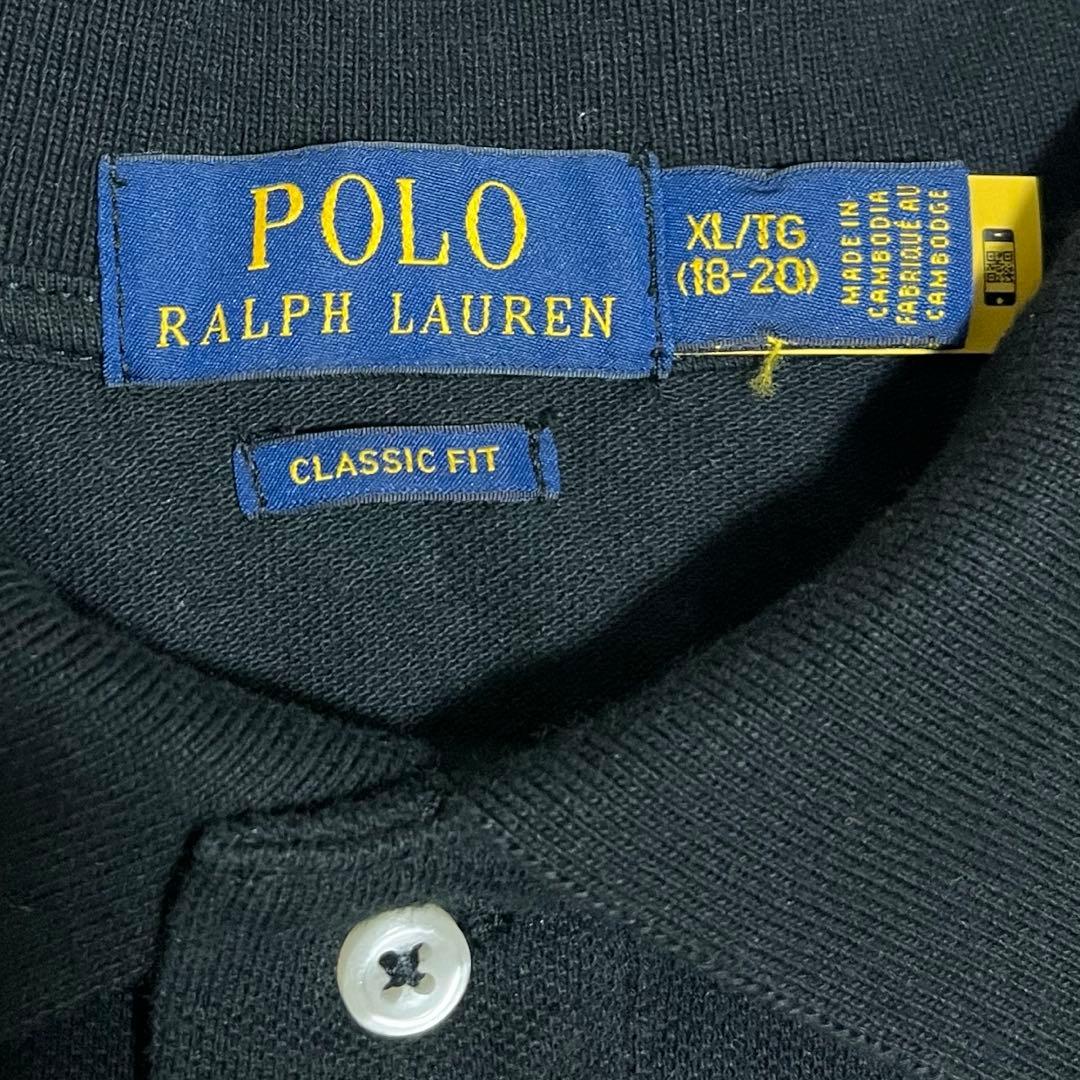 POLO
RALPH LAUREN
XL/TG
(18-20)
MADE IN
CAMBODIA
FABRIQUÉ AU
CAMBODGE
CLASSIC FIT